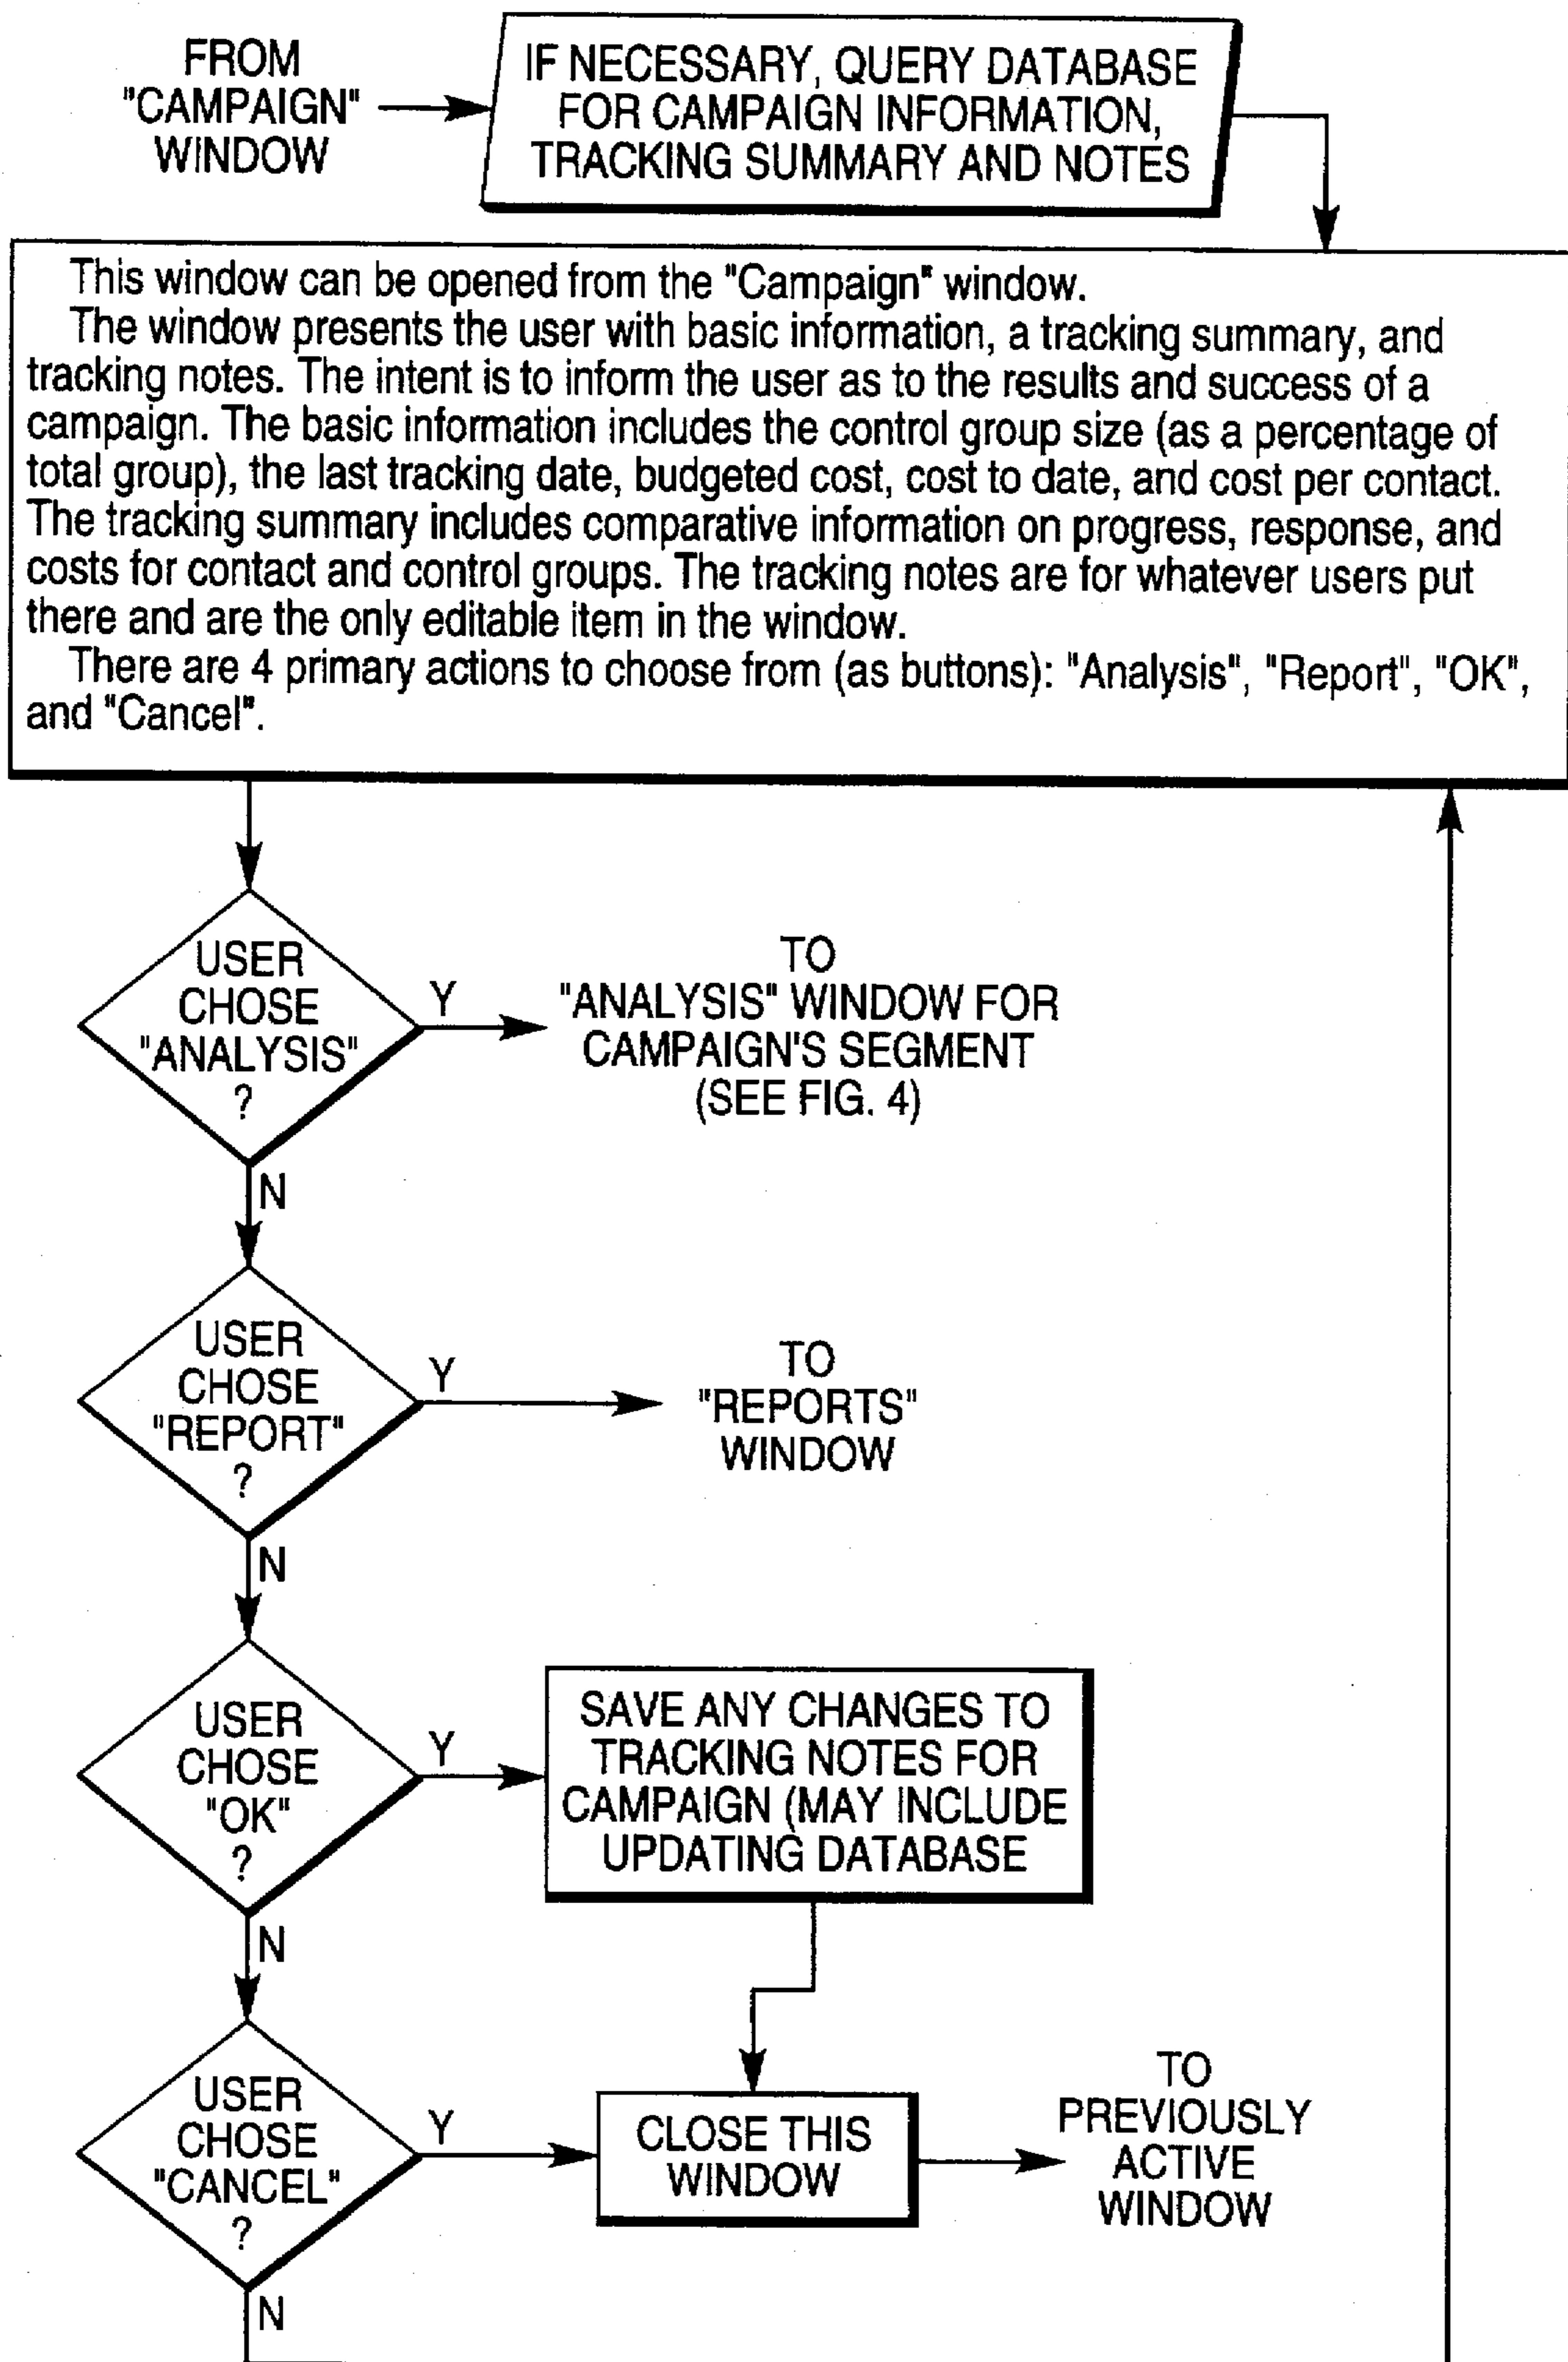 FROM
"CAMPAIGN"
WINDOW
IF NECESSARY, QUERY DATABASE
FOR CAMPAIGN INFORMATION,
TRACKING SUMMARY AND NOTES
This window can be opened from the "Campaign" window.
The window presents the user with basic information, a tracking summary, and
tracking notes. The intent is to inform the user as to the results and success of a
campaign. The basic information includes the control group size (as a percentage of
total group), the last tracking date, budgeted cost, cost to date, and cost per contact.
The tracking summary includes comparative information on progress, response, and
costs for contact and control groups. The tracking notes are for whatever users put
there and are the only editable item in the window.
There are 4 primary actions to choose from (as buttons): "Analysis", "Report", "OK",
and "Cancel".
USER
CHOSE
"ANALYSIS"
?
Y
TO
"ANALYSIS" WINDOW FOR
CAMPAIGN'S SEGMENT
(SEE FIG. 4)
N
USER
CHOSE
"REPORT"
?
Y
TO
"REPORTS"
WINDOW
N
USER
CHOSE
"OK"
?
Y
SAVE ANY CHANGES TO
TRACKING NOTES FOR
CAMPAIGN (MAY INCLUDE
UPDATING DATABASE
N
USER
CHOSE
"CANCEL"
?
Y
CLOSE THIS
WINDOW
TO
PREVIOUSLY
ACTIVE
WINDOW
N